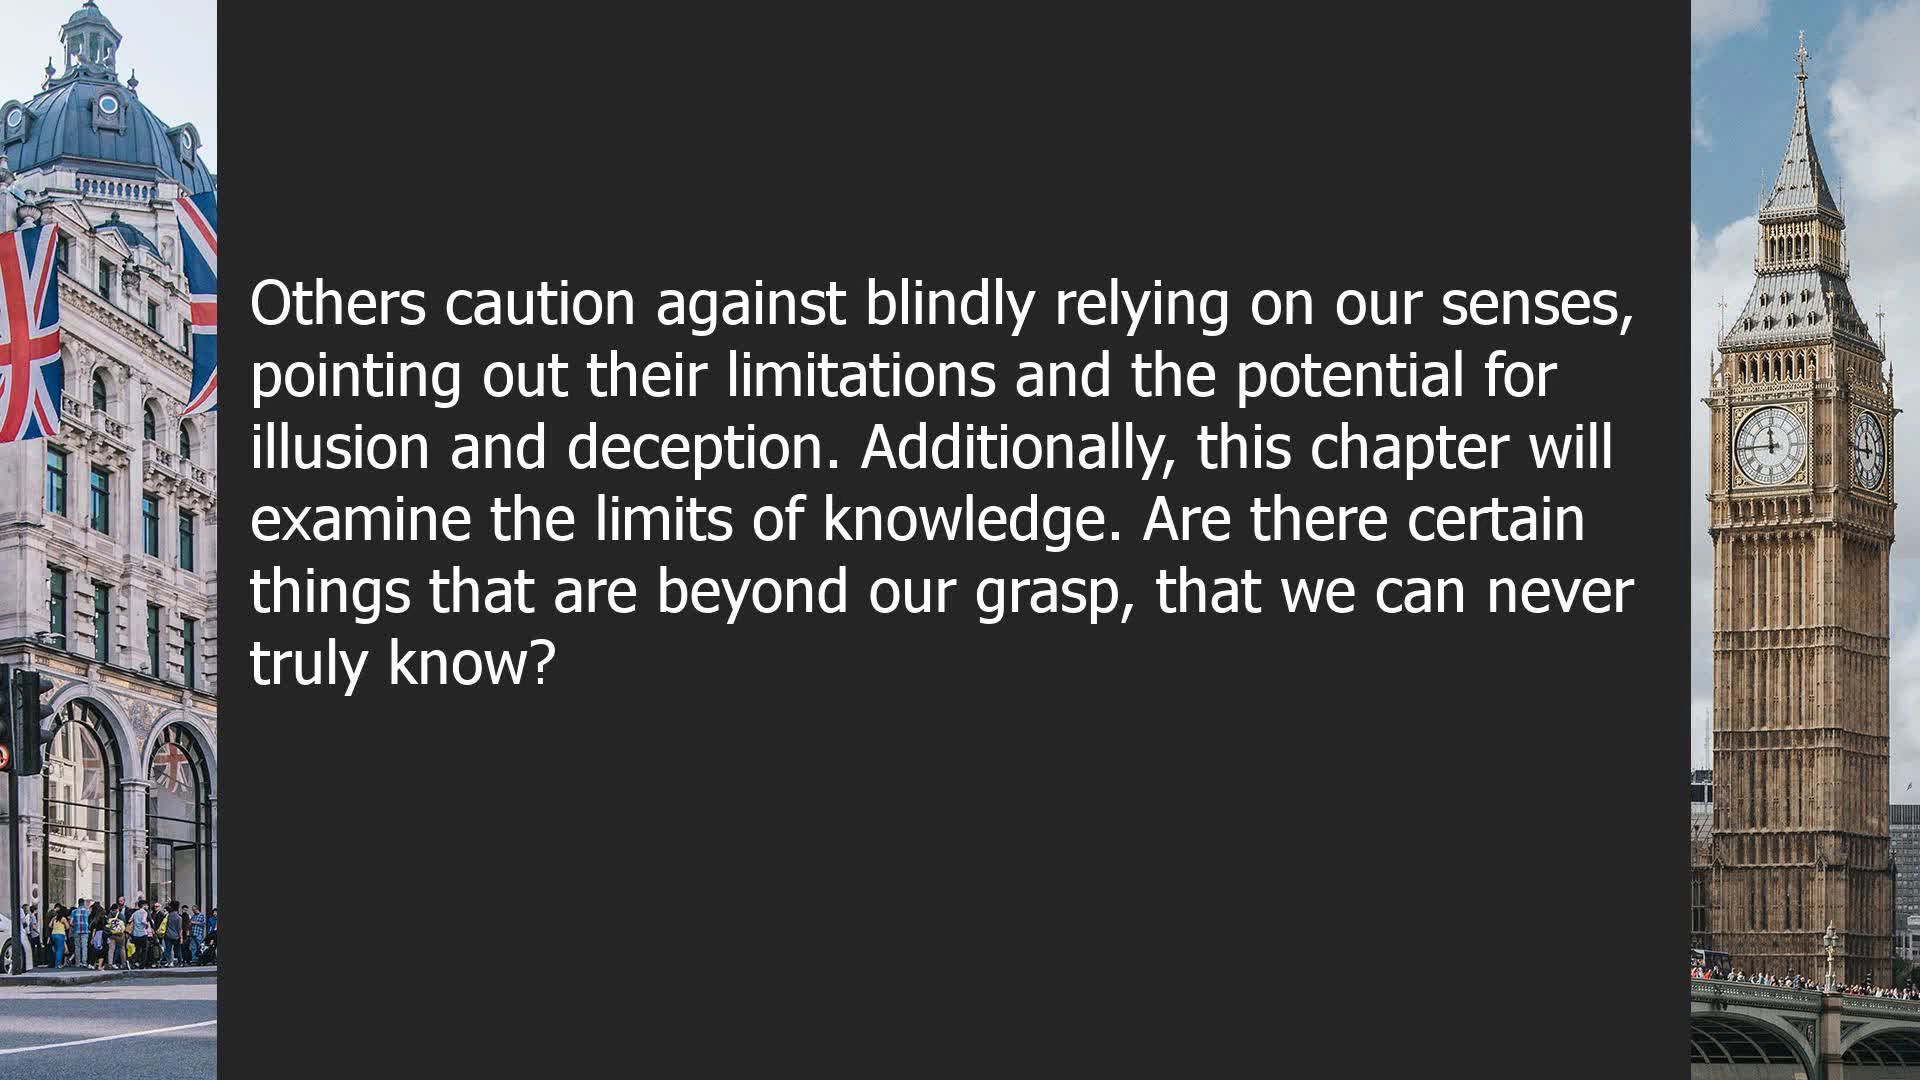 Others caution against blindly relying on our senses,
pointing out their limitations and the potential for
illusion and deception. Additionally, this chapter will
examine the limits of knowledge. Are there certain
things that are beyond our grasp, that we can never
truly know?